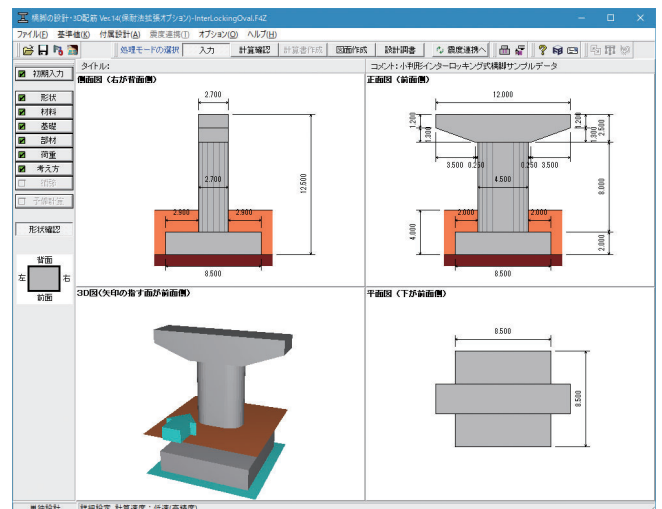 橋脚の設計・3D配筋 Ver.14(保耐法拡張オプション)-InterLockingOval.F4Z
ファイル(F) 基準値(K) 付属設計(A) 震度連携(T) オプション(O) ヘルプ(H)
処理モードの選択 入力 計算確認 計算書作成 図面作成 設計調書 震度連携へ
初期入力
形状
材料
基礎
部材
荷重
考え方
予備計算
形状確認
背面
左 右
前面
タイトル:
コメント:小判形インターロッキング式橋脚サンプルデータ
側面図 (右が背面側)
2.700
2.700
12.500
2.900 2.900
8.500
正面図 (前面側)
12.000
1.200
1.300
1.200
1.300
2.500
3.500 0.250 0.250 3.500
4.500
8.000
4.000
2.000 2.000
2.000
8.500
3D図(矢印の指す面が前面側)
平面図 (下が前面側)
8.500
8.500
単独設計 詳細設定 計算速度:低速(高精度)